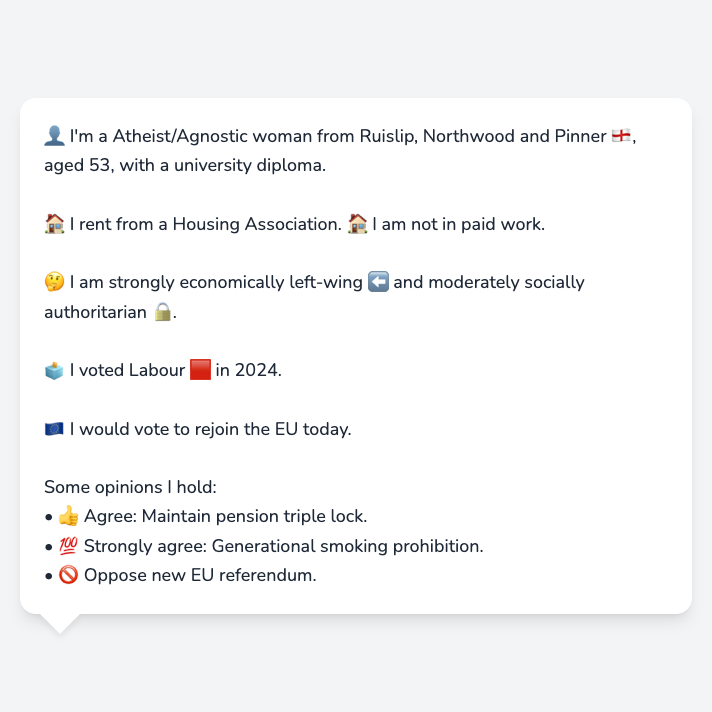 👤 I'm a Atheist/Agnostic woman from Ruislip, Northwood and Pinner 🏴󠁧󠁢󠁥󠁮󠁧󠁿,
aged 53, with a university diploma.
🏠 I rent from a Housing Association. 🏠 I am not in paid work.
🤔 I am strongly economically left-wing ⬅️ and moderately socially
authoritarian 🔒.
🗳️ I voted Labour 🟥 in 2024.
🇪🇺 I would vote to rejoin the EU today.
Some opinions I hold:
• 👍 Agree: Maintain pension triple lock.
• 💯 Strongly agree: Generational smoking prohibition.
• 🚫 Oppose new EU referendum.